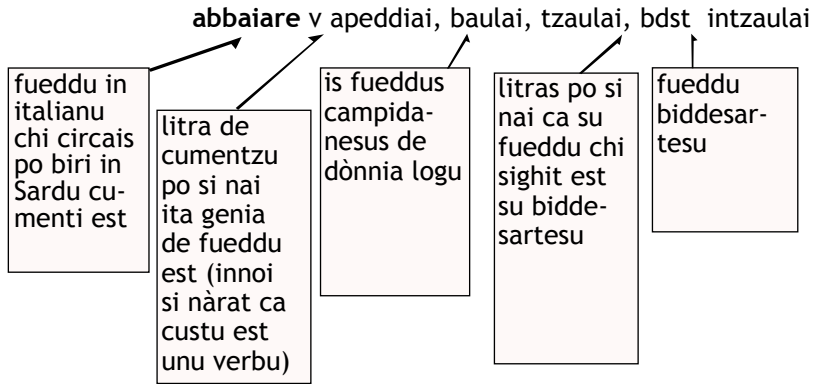 abbaiare v apeddiai, baulai, tzaulai, bdst intzaulai
fueddu in
italianu
chi circais
po biri in
Sardu cu-
menti est
litra de
cumentzu
po si nai
ita genia
de fueddu
est (innoi
si nàrat ca
custu est
unu verbu)
is fueddus
campida-
nesus de
dònnia logu
litras po si
nai ca su
fueddu chi
sighit est
su bidde-
sartesu
fueddu
biddesar-
tesu